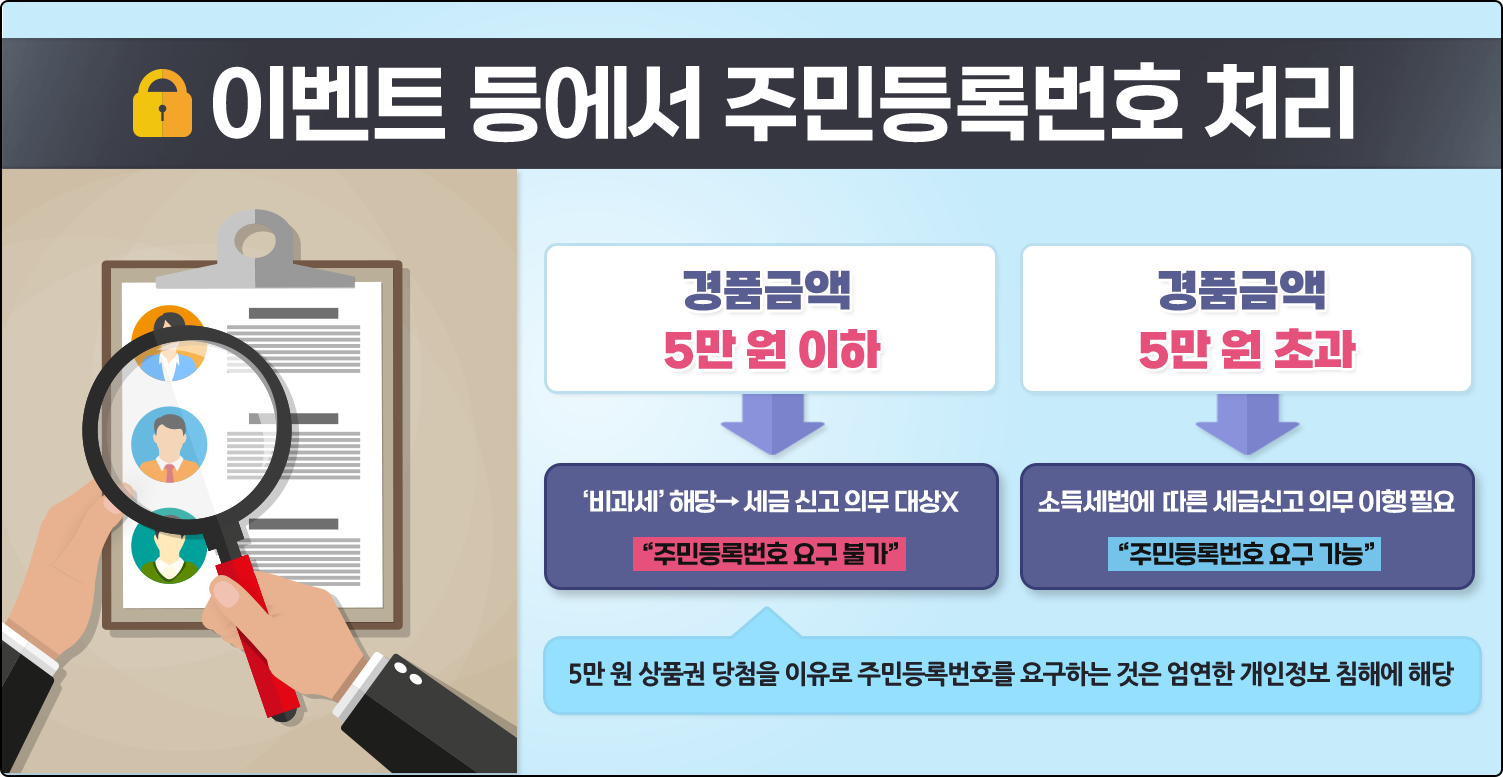 이벤트 등에서 주민등록번호 처리
경품금액
5만 원 이하
경품금액
5만 원 초과
‘비과세’ 해당→ 세금 신고 의무 대상X
“주민등록번호 요구 불가”
소득세법에 따른 세금신고 의무 이행 필요
“주민등록번호 요구 가능”
5만 원 상품권 당첨을 이유로 주민등록번호를 요구하는 것은 엄연한 개인정보 침해에 해당